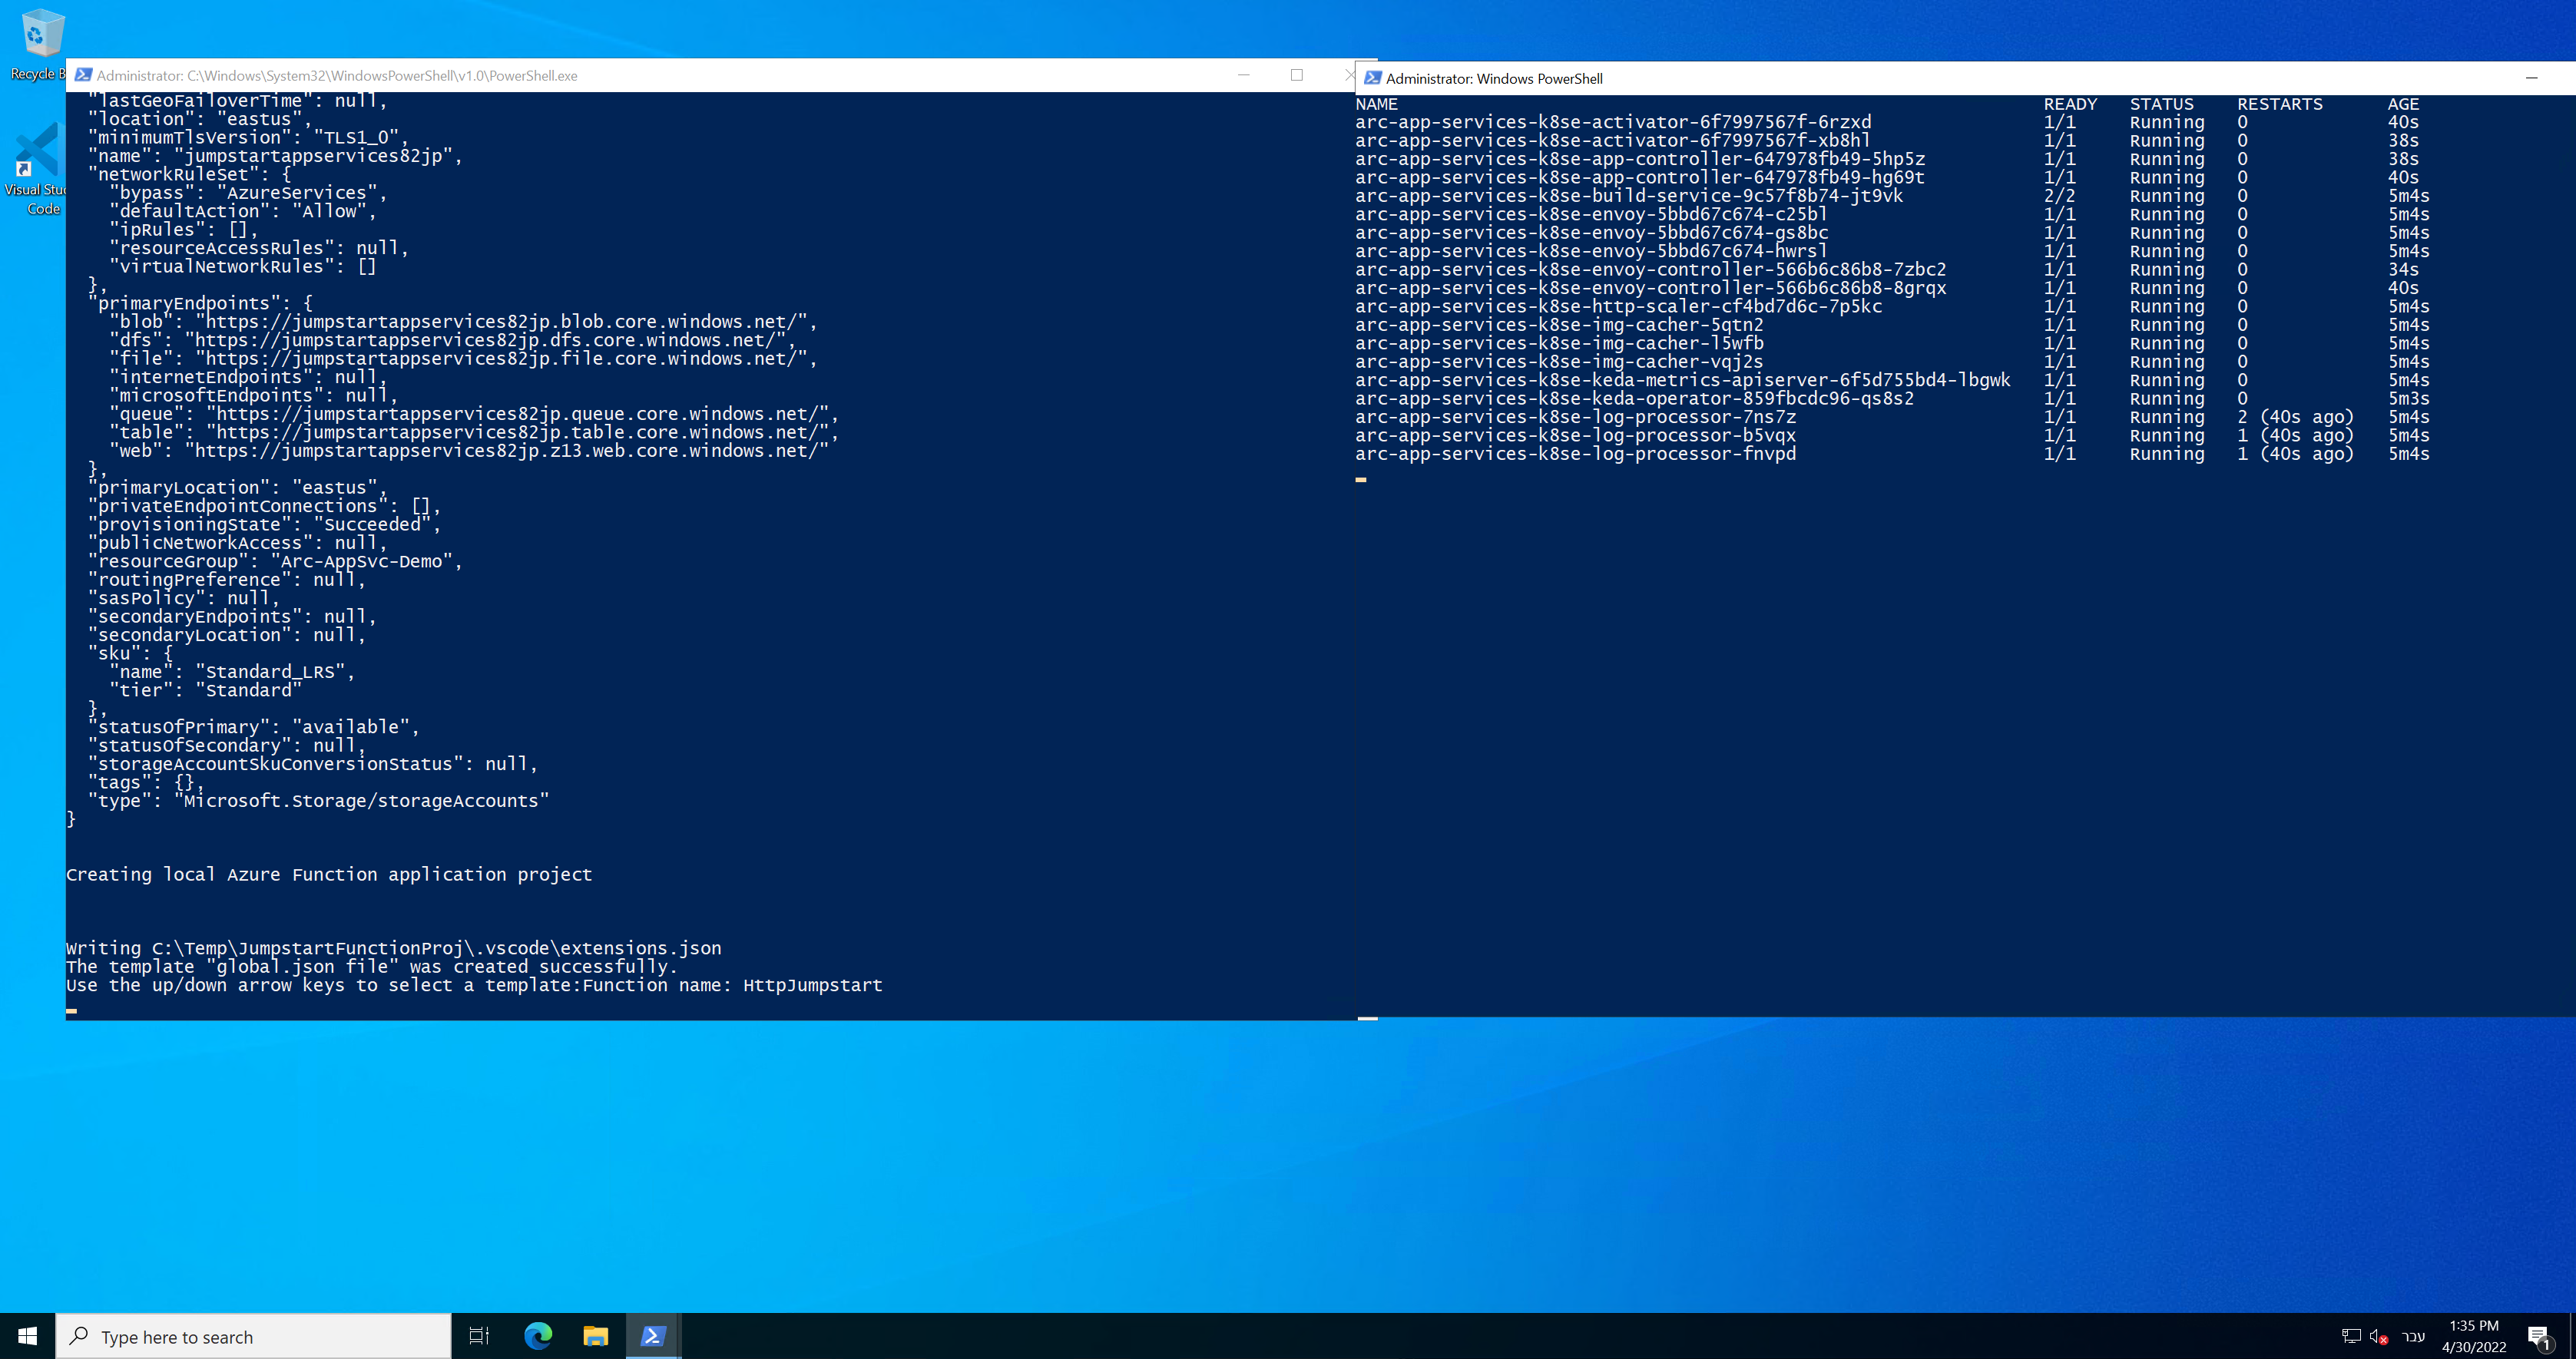 Recycle B
Visual Stud
Code
Administrator: C:\Windows\System32\WindowsPowerShell\v1.0\PowerShell.exe
  "lastGeoFailoverTime": null,
  "location": "eastus",
  "minimumTlsVersion": "TLS1_0",
  "name": "jumpstartappservices82jp",
  "networkRuleSet": {
    "bypass": "AzureServices",
    "defaultAction": "Allow",
    "ipRules": [],
    "resourceAccessRules": null,
    "virtualNetworkRules": []
  },
  "primaryEndpoints": {
    "blob": "https://jumpstartappservices82jp.blob.core.windows.net/",
    "dfs": "https://jumpstartappservices82jp.dfs.core.windows.net/",
    "file": "https://jumpstartappservices82jp.file.core.windows.net/",
    "internetEndpoints": null,
    "microsoftEndpoints": null,
    "queue": "https://jumpstartappservices82jp.queue.core.windows.net/",
    "table": "https://jumpstartappservices82jp.table.core.windows.net/",
    "web": "https://jumpstartappservices82jp.z13.web.core.windows.net/"
  },
  "primaryLocation": "eastus",
  "privateEndpointConnections": [],
  "provisioningState": "Succeeded",
  "publicNetworkAccess": null,
  "resourceGroup": "Arc-AppSvc-Demo",
  "routingPreference": null,
  "sasPolicy": null,
  "secondaryEndpoints": null,
  "secondaryLocation": null,
  "sku": {
    "name": "Standard_LRS",
    "tier": "Standard"
  },
  "statusOfPrimary": "available",
  "statusOfSecondary": null,
  "storageAccountSkuConversionStatus": null,
  "tags": {},
  "type": "Microsoft.Storage/storageAccounts"
}
Creating local Azure Function application project
Writing C:\Temp\JumpstartFunctionProj\.vscode\extensions.json
The template "global.json file" was created successfully.
Use the up/down arrow keys to select a template:Function name: HttpJumpstart
Administrator: Windows PowerShell
NAME READY STATUS RESTARTS AGE
arc-app-services-k8se-activator-6f7997567f-6rzxd 1/1 Running 0 40s
arc-app-services-k8se-activator-6f7997567f-xb8hl 1/1 Running 0 38s
arc-app-services-k8se-app-controller-647978fb49-5hp5z 1/1 Running 0 38s
arc-app-services-k8se-app-controller-647978fb49-hg69t 1/1 Running 0 40s
arc-app-services-k8se-build-service-9c57f8b74-jt9vk 2/2 Running 0 5m4s
arc-app-services-k8se-envoy-5bbd67c674-c25bl 1/1 Running 0 5m4s
arc-app-services-k8se-envoy-5bbd67c674-gs8bc 1/1 Running 0 5m4s
arc-app-services-k8se-envoy-5bbd67c674-hwrsl 1/1 Running 0 5m4s
arc-app-services-k8se-envoy-controller-566b6c86b8-7zbc2 1/1 Running 0 34s
arc-app-services-k8se-envoy-controller-566b6c86b8-8grqx 1/1 Running 0 40s
arc-app-services-k8se-http-scaler-cf4bd7d6c-7p5kc 1/1 Running 0 5m4s
arc-app-services-k8se-img-cacher-5qtn2 1/1 Running 0 5m4s
arc-app-services-k8se-img-cacher-l5wfb 1/1 Running 0 5m4s
arc-app-services-k8se-img-cacher-vqj2s 1/1 Running 0 5m4s
arc-app-services-k8se-keda-metrics-apiserver-6f5d755bd4-lbgwk 1/1 Running 0 5m4s
arc-app-services-k8se-keda-operator-859fbcdc96-qs8s2 1/1 Running 0 5m3s
arc-app-services-k8se-log-processor-7ns7z 1/1 Running 2 (40s ago) 5m4s
arc-app-services-k8se-log-processor-b5vqx 1/1 Running 1 (40s ago) 5m4s
arc-app-services-k8se-log-processor-fnvpd 1/1 Running 1 (40s ago) 5m4s
Type here to search
עבר
1:35 PM
4/30/2022
1